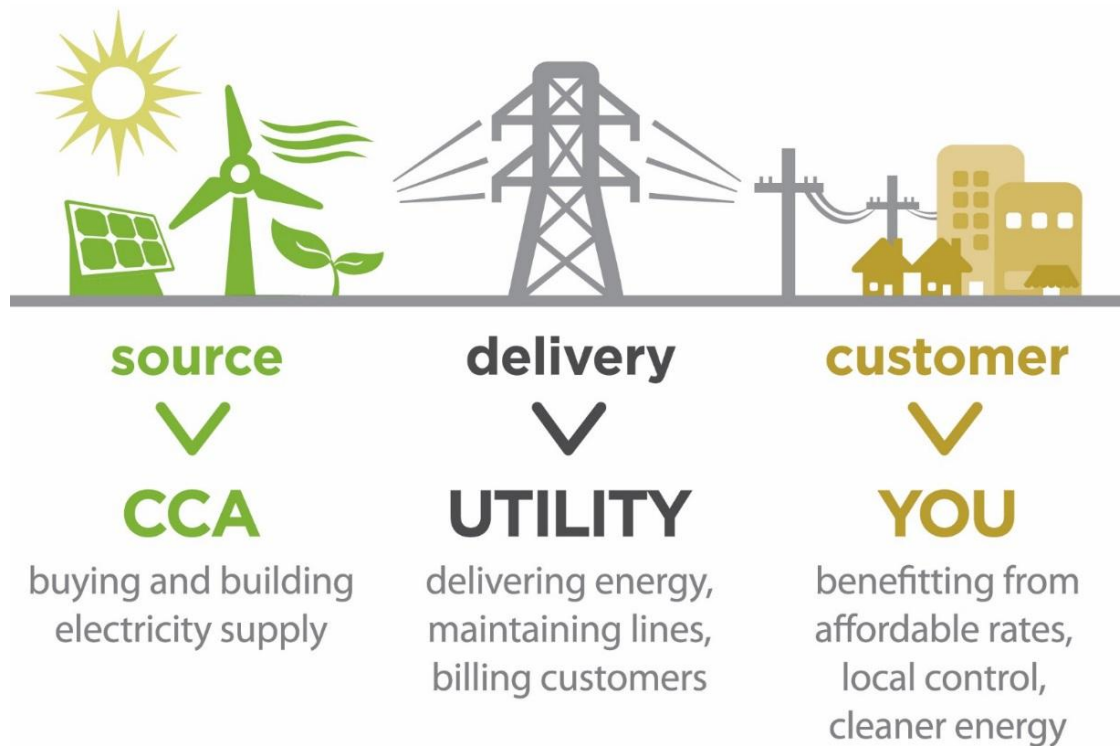 source
CCA
buying and building
electricity supply
delivery
UTILITY
delivering energy,
maintaining lines,
billing customers
customer
YOU
benefitting from
affordable rates,
local control,
cleaner energy